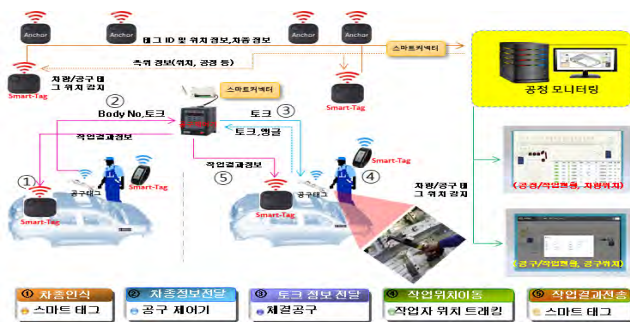 Anchor
Anchor
Anchor
Anchor
태그 ID 및 위치 정보,차종 정보
스마트커넥터
측위 정보(위치, 공정 등)
차량/공구 태
그 위치 감지
Smart-Tag
Smart-Tag
공정 모니터링
②
Body No,토크
스마트커넥터
토크 ③
토크,앵글
작업결과정보
작업결과정보
①
공구태그
Smart-Tag
⑤
공구태그
④
Smart-Tag
Smart-Tag
차량/공구 태
그 위치 감지
(공정/작업현황, 차량위치)
(공구/작업현황, 공구위치)
① 차종인식
스마트 태그
② 차종정보전달
공구 제어기
③ 토크 정보 전달
체결공구
④ 작업위치이동
작업자 위치 트래킹
⑤ 작업결과전송
스마트 태그